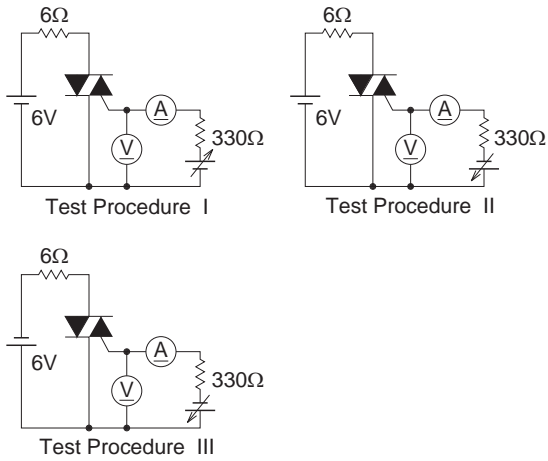 6Ω
6V
A
V
330Ω
Test Procedure I
6Ω
6V
A
V
330Ω
Test Procedure II
6Ω
6V
A
V
330Ω
Test Procedure III